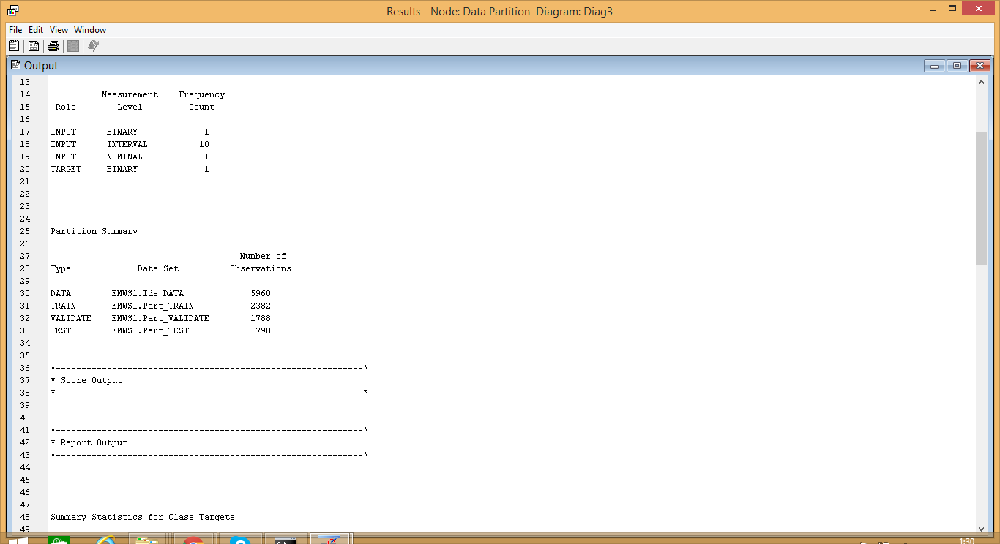 Results - Node: Data Partition Diagram: Diag3
File Edit View Window
Output
13
14 Measurement Frequency
15 Role Level Count
16
17 INPUT BINARY 1
18 INPUT INTERVAL 10
19 INPUT NOMINAL 1
20 TARGET BINARY 1
21
22
23
24
25 Partition Summary
26
27 Number of
28 Type Data Set Observations
29
30 DATA EMWS1.Ids_DATA 5960
31 TRAIN EMWS1.Part_TRAIN 2382
32 VALIDATE EMWS1.Part_VALIDATE 1788
33 TEST EMWS1.Part_TEST 1790
34
35
36 *------------------------------------------------------------*
37 * Score Output
38 *------------------------------------------------------------*
39
40
41 *------------------------------------------------------------*
42 * Report Output
43 *------------------------------------------------------------*
44
45
46
47
48 Summary Statistics for Class Targets
49
1:30